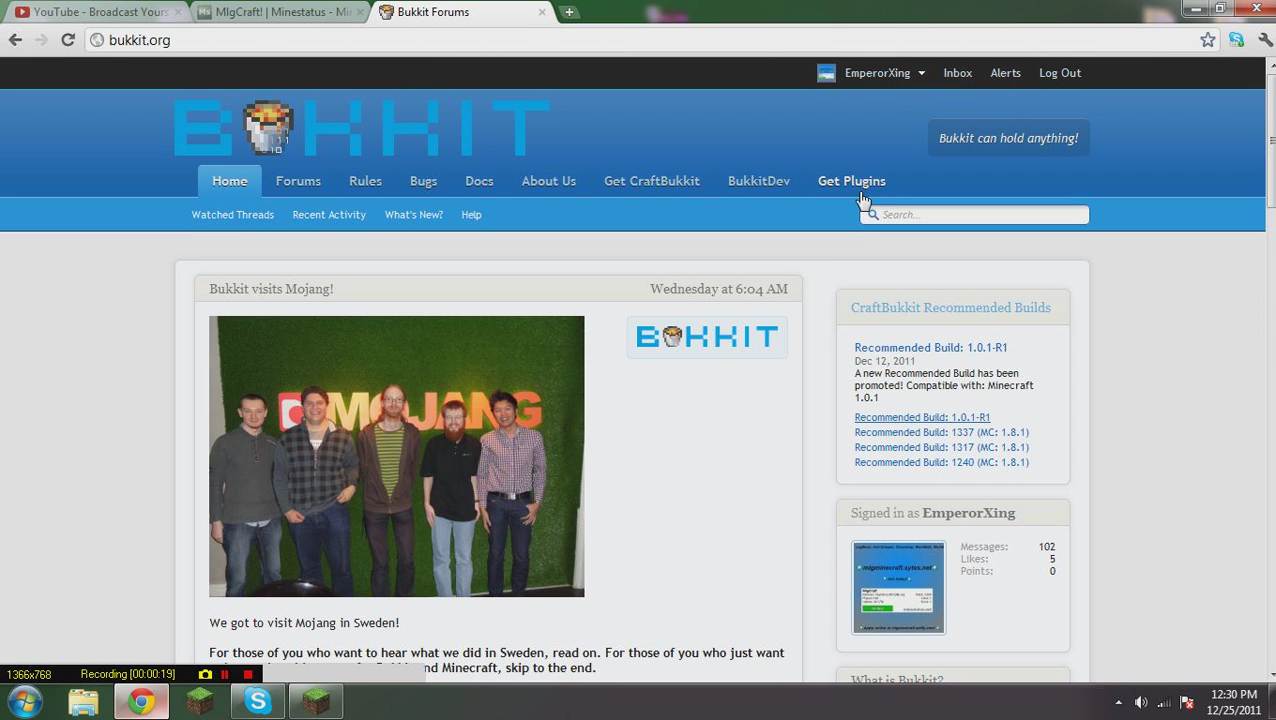 YouTube - Broadcast Yours
MIgCraft! | Minestatus - Mi
Bukkit Forums
bukkit.org
EmperorXing
Inbox
Alerts
Log Out
BUKKIT
Bukkit can hold anything!
Home
Forums
Rules
Bugs
Docs
About Us
Get CraftBukkit
BukkitDev
Get Plugins
Watched Threads
Recent Activity
What's New?
Help
Search...
Bukkit visits Mojang!
Wednesday at 6:04 AM
MOJANG
BUKKIT
We got to visit Mojang in Sweden!
For those of you who want to hear what we did in Sweden, read on. For those of you who just want
and Minecraft, skip to the end.
CraftBukkit Recommended Builds
Recommended Build: 1.0.1-R1
Dec 12, 2011
A new Recommended Build has been
promoted! Compatible with: Minecraft
1.0.1
Recommended Build: 1.0.1-R1
Recommended Build: 1337 (MC: 1.8.1)
Recommended Build: 1317 (MC: 1.8.1)
Recommended Build: 1240 (MC: 1.8.1)
Signed in as EmperorXing
migminecraft.sytes.net
Messages: 102
Likes: 5
Points: 0
What is Bukkit?
1366x768
Recording [00:00:19]
12:30 PM
12/25/2011